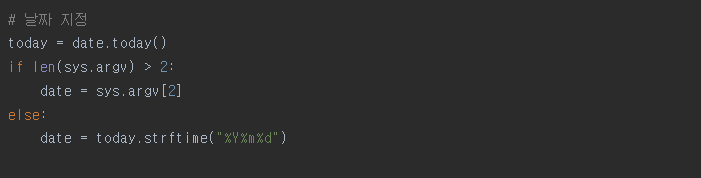 # 날짜 지정
today = date.today()
if len(sys.argv) > 2:
    date = sys.argv[2]
else:
    date = today.strftime("%Y%m%d")